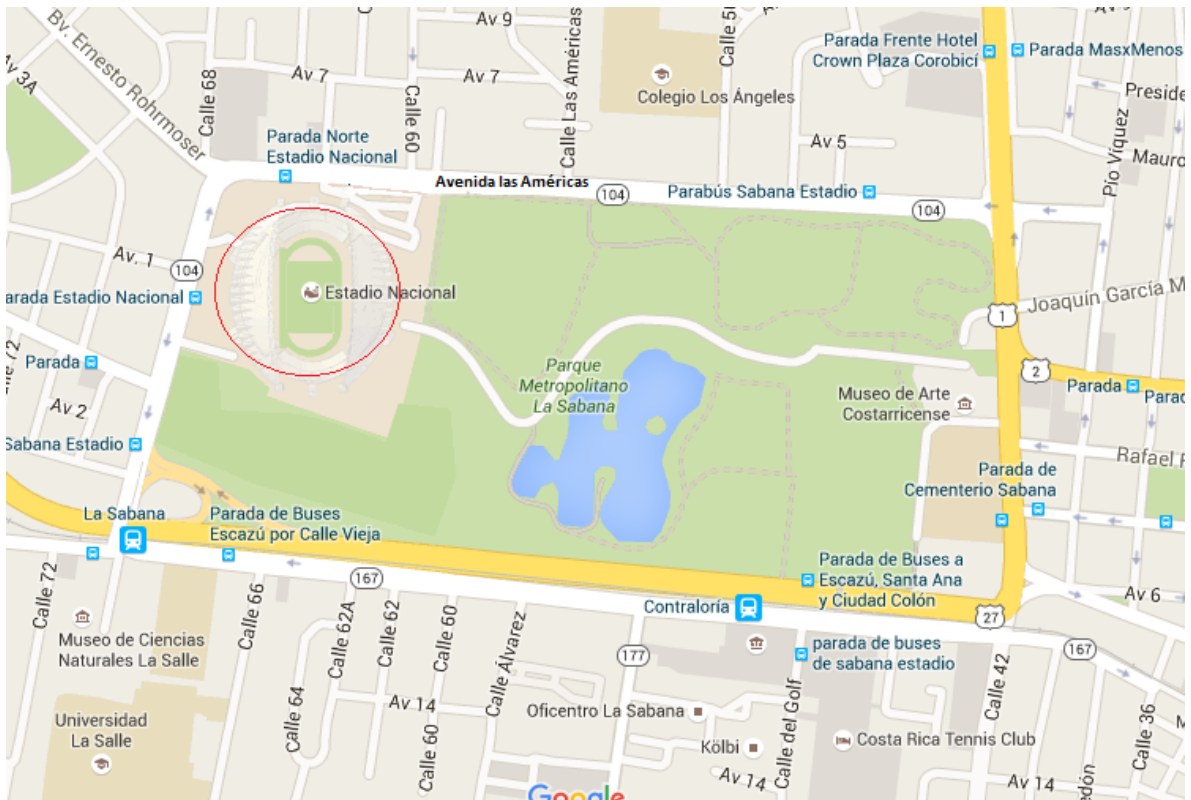 Av 9
Calle 50
Av 9
Bv. Ernesto Rohrmoser
Av 3A
Calle 68
Av 7
Calle 60
Av 7
Calle Las Américas
Colegio Los Ángeles
Parada Frente Hotel
Crown Plaza Corobicí
Parada MasxMenos
Av 5
Pío Víquez
Mauro
Parada Norte
Estadio Nacional
Avenida las Américas
104
Parabús Sabana Estadio
104
Av. 1
104
Parada Estadio Nacional
Estadio Nacional
Joaquín García M
1
2
Parada
Calle 72
Parque
Metropolitano
La Sabana
Museo de Arte
Costarricense
Parada
Av 2
Sabana Estadio
Rafael
Parada de
Cementerio Sabana
La Sabana
Parada de Buses
Escazú por Calle Vieja
167
Parada de Buses a
Escazú, Santa Ana
y Ciudad Colón
Contraloría
27
Av 6
Calle 72
Museo de Ciencias
Naturales La Salle
Calle 66
Calle 62A
Calle 62
Calle 60
Calle Álvarez
177
parada de buses
de sabana estadio
167
Calle 64
Av 14
Calle 60
Oficentro La Sabana
Calle del Golf
Calle 42
Calle 36
Universidad
La Salle
Kölbi
Costa Rica Tennis Club
Av 14
Av 14
Google